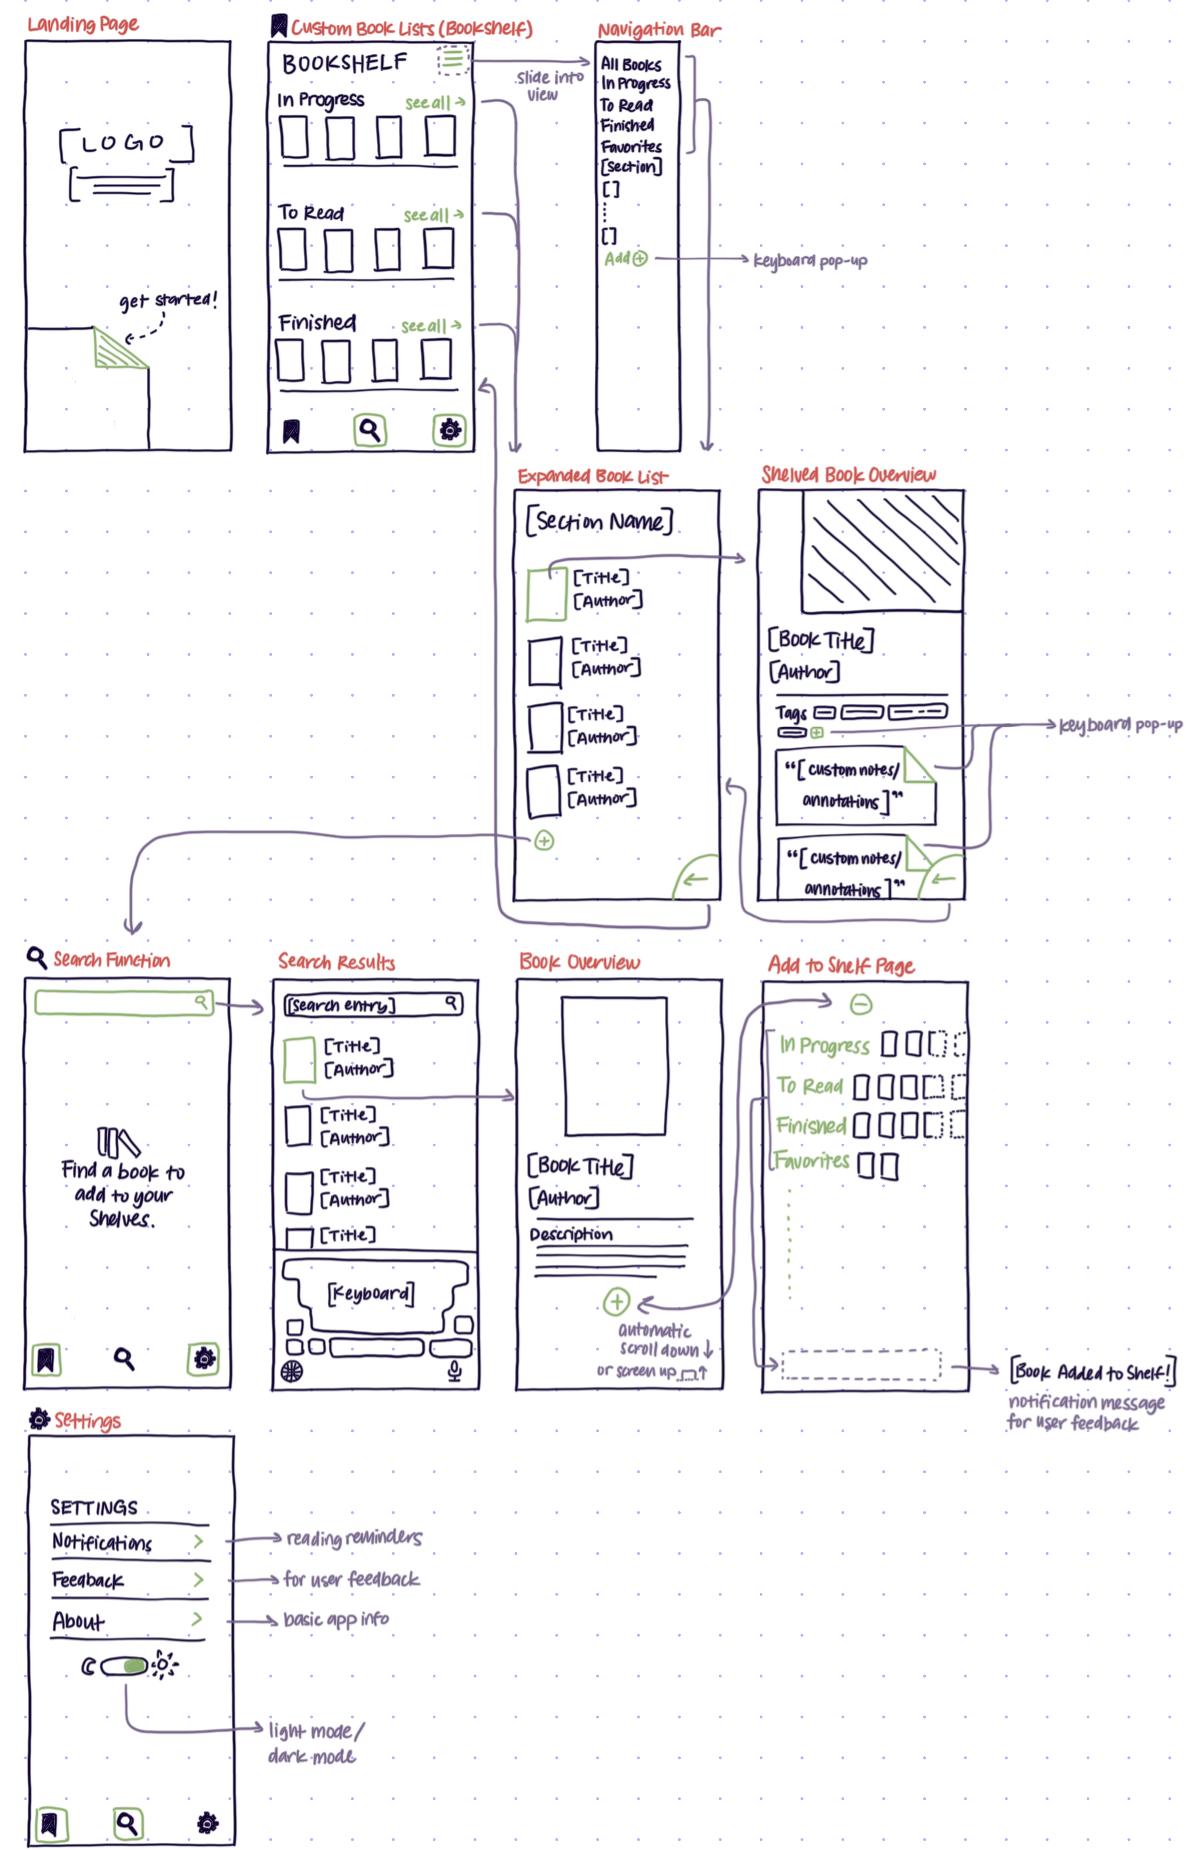 Landing Page
[LOGO]
get started!
Custom Book Lists (Bookshelf)
BOOKSHELF
In Progress
see all →
To Read
see all →
Finished
see all →
slide into
view
Navigation Bar
All Books
In Progress
To Read
Finished
Favorites
[section]
[]
[]
Add +
keyboard pop-up
Expanded Book List
[Section Name]
[Title]
[Author]
[Title]
[Author]
[Title]
[Author]
[Title]
[Author]
Shelved Book Overview
[Book Title]
[Author]
Tags
keyboard pop-up
"[custom notes/
annotations]"
"[custom notes/
annotations]"
Search Function
Find a book to
add to your
Shelves.
Search Results
[search entry]
[Title]
[Author]
[Title]
[Author]
[Title]
[Author]
[Title]
[Keyboard]
Book Overview
[Book Title]
[Author]
Description
automatic
scroll down ↓
or screen up ↑
Add to Shelf Page
In Progress
To Read
Finished
Favorites
[Book Added to Shelf!]
notification message
for user feedback
Settings
SETTINGS
Notifications >
reading reminders
Feedback >
for user feedback
About >
basic app info
light mode/
dark mode